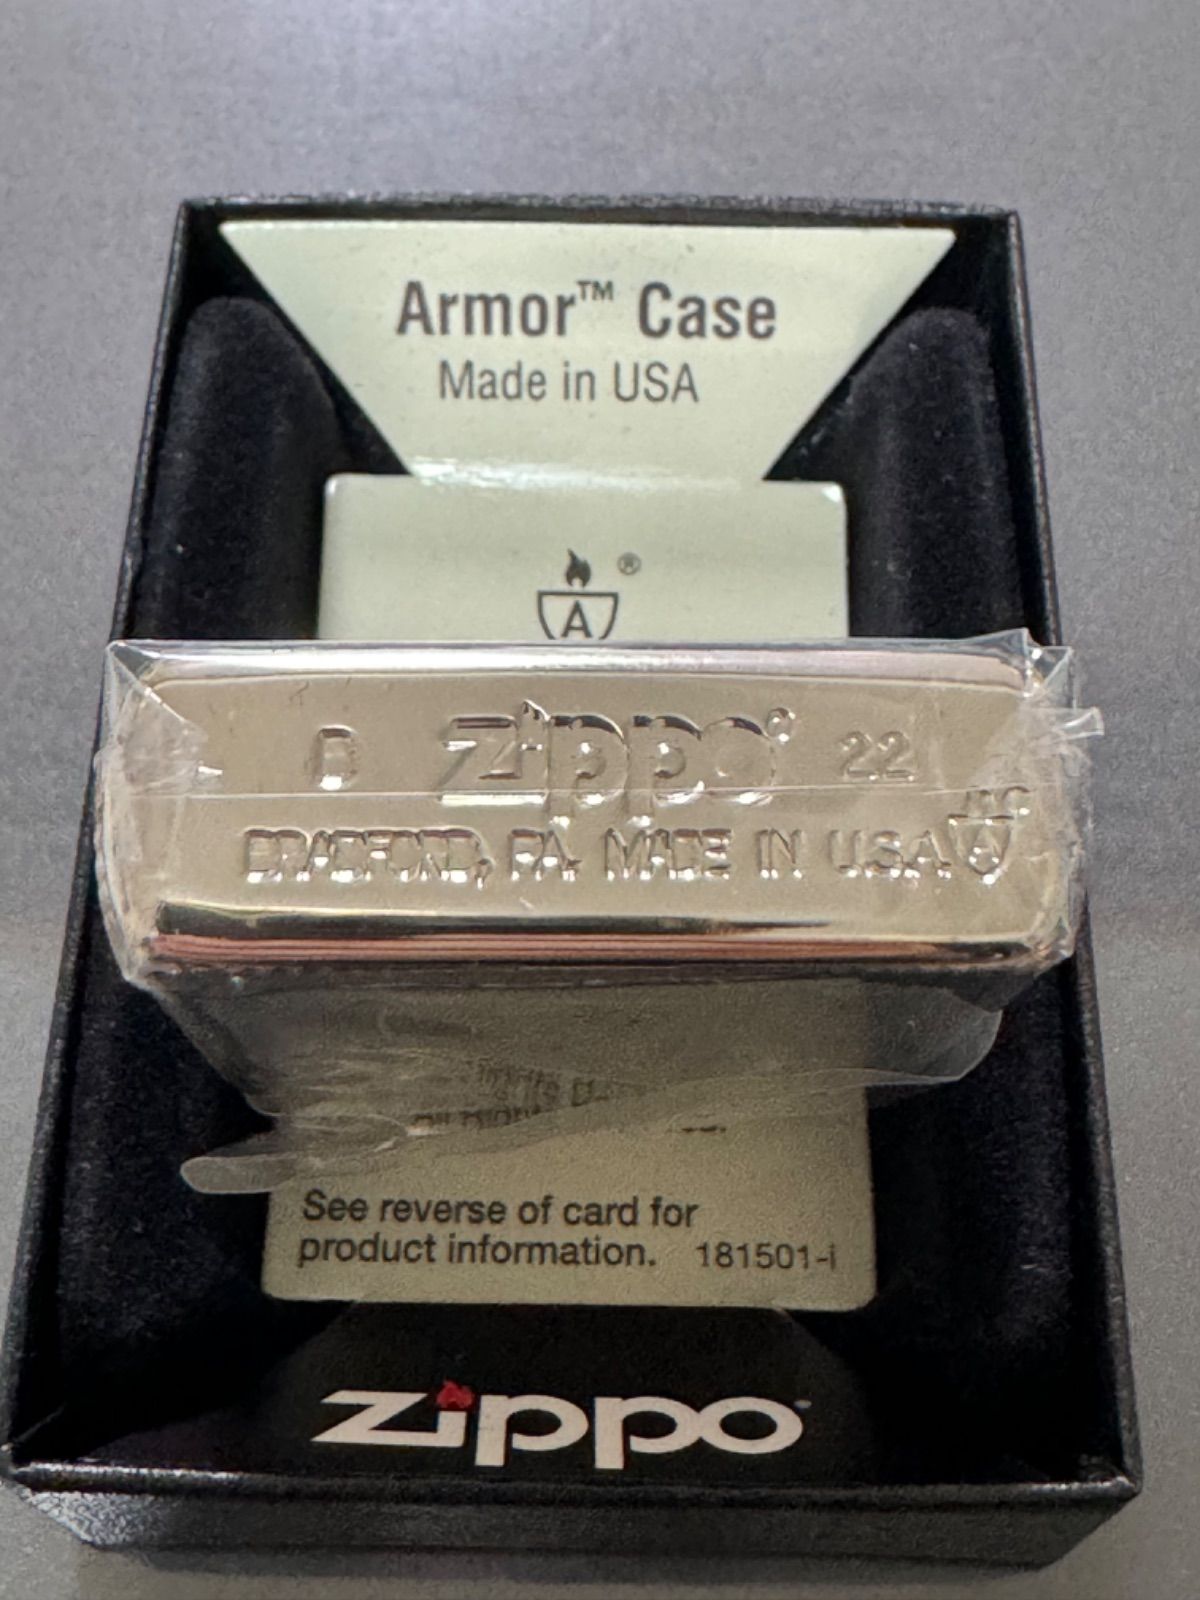 Armor™ Case
Made in USA
®
A
B zippo® 22
BRADFORD, PA. MADE IN U.S.A. A
See reverse of card for
product information. 181501-i
zippo